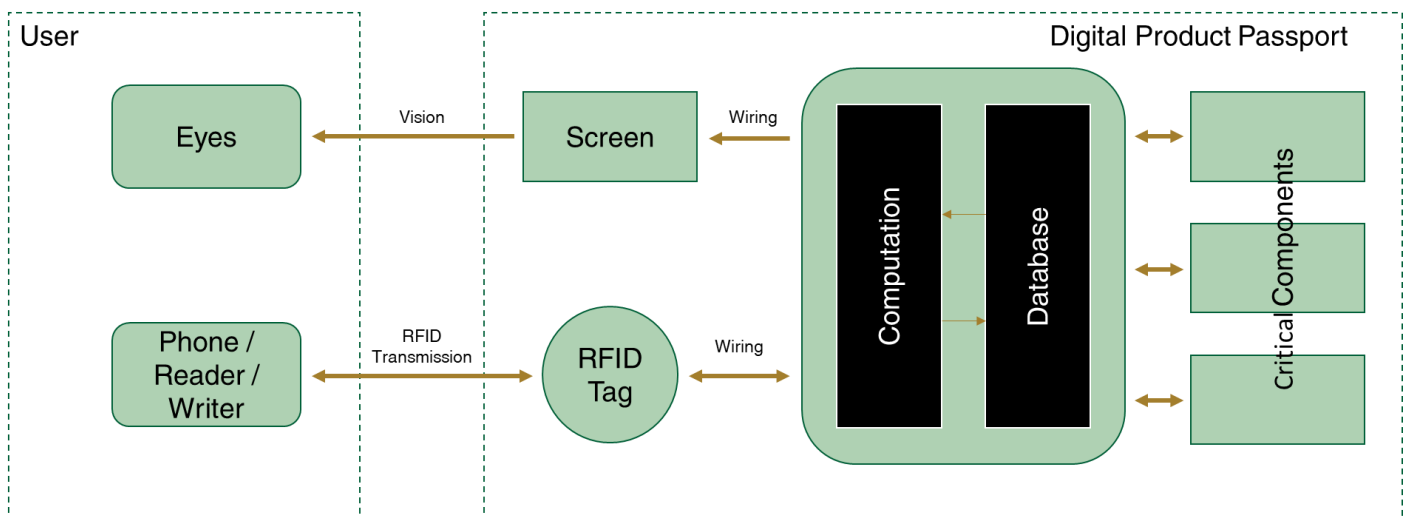 User
Digital Product Passport
Eyes
Vision
Screen
Wiring
Computation
Database
Critical Components
Phone /
Reader /
Writer
RFID
Transmission
RFID
Tag
Wiring